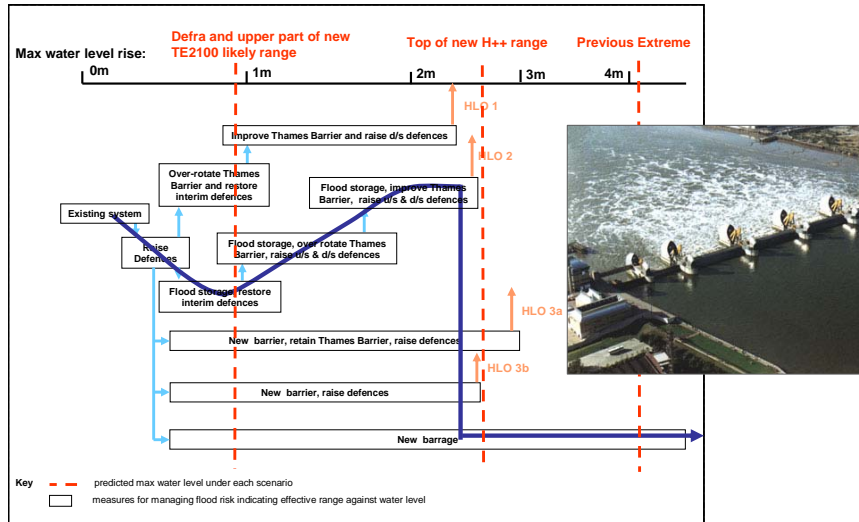 Defra and upper part of new
TE2100 likely range
Top of new H++ range
Previous Extreme
Max water level rise:
0m
1m
2m
3m
4m
HLO 1
Improve Thames Barrier and raise d/s defences
HLO 2
Over-rotate Thames
Barrier and restore
interim defences
Flood storage, improve Thames
Barrier, raise u/s & d/s defences
Existing system
Raise
Defences
Flood storage, over rotate Thames
Barrier, raise u/s & d/s defences
Flood storage, restore
interim defences
HLO 3a
New barrier, retain Thames Barrier, raise defences
HLO 3b
New barrier, raise defences
New barrage
Key
predicted max water level under each scenario
measures for managing flood risk indicating effective range against water level